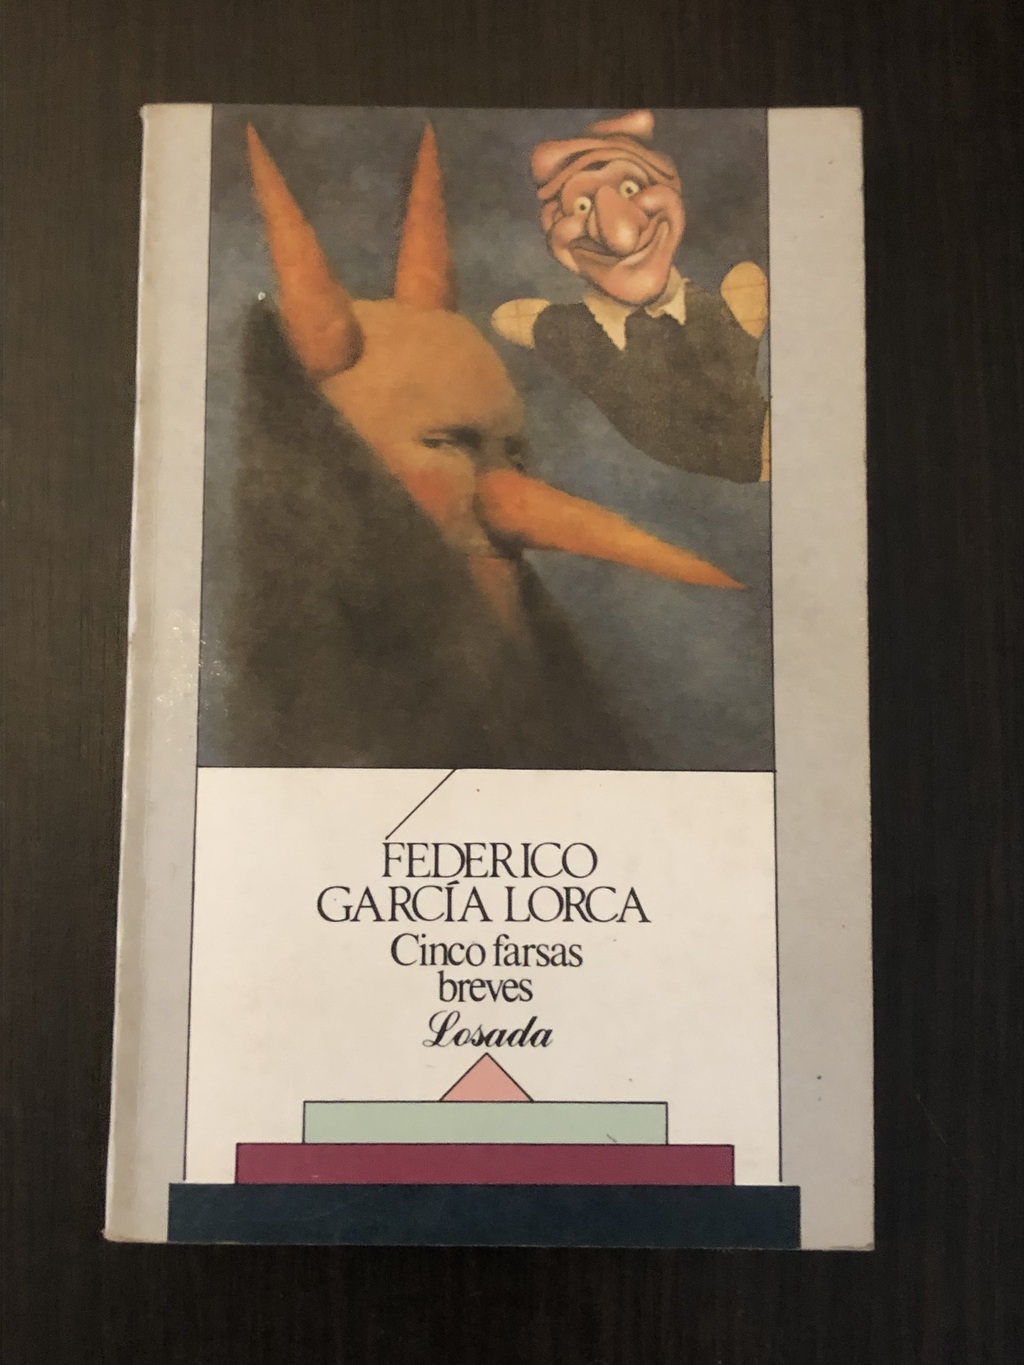 FEDERICO
GARCÍA LORCA
Cinco farsas
breves
Losada